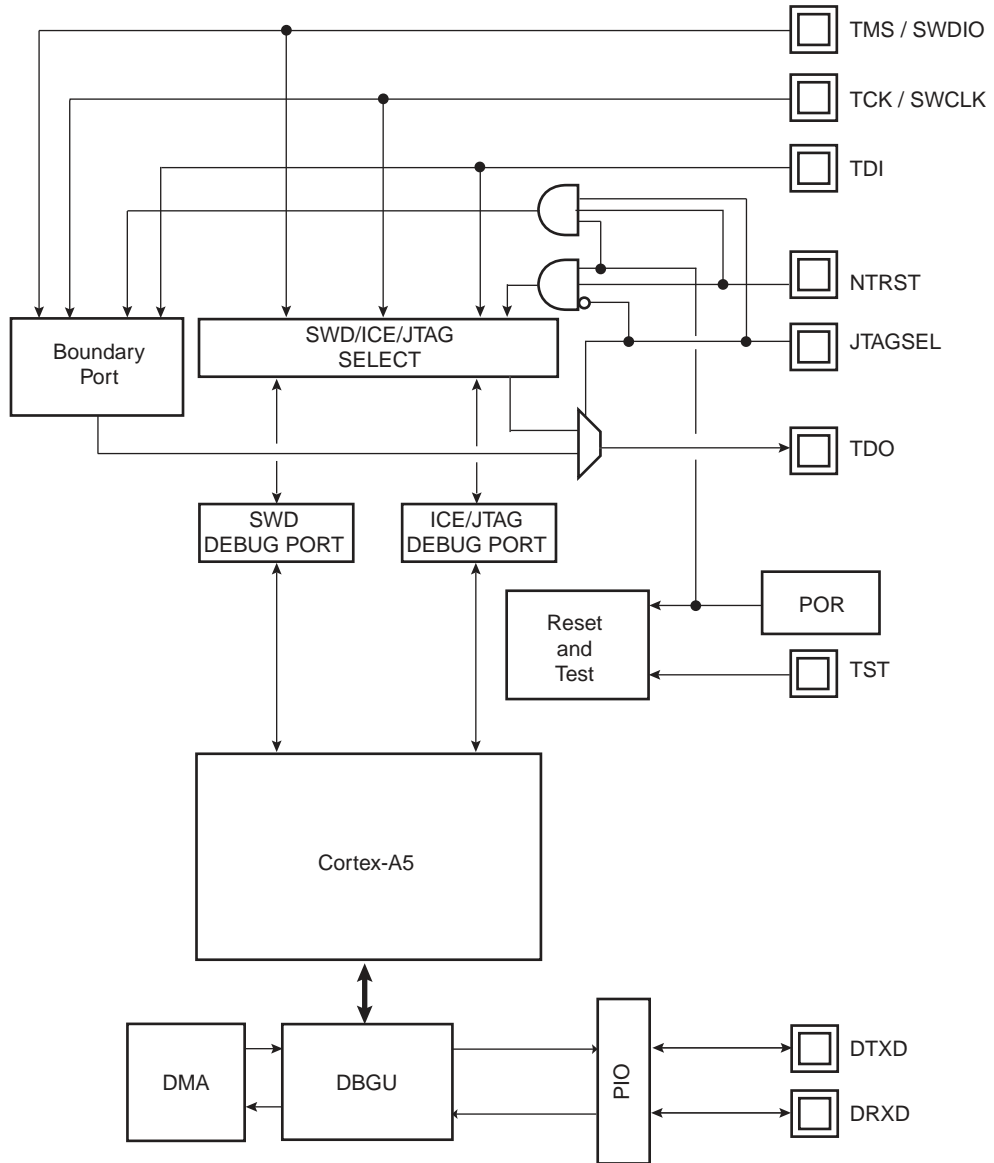 TMS / SWDIO
TCK / SWCLK
TDI
NTRST
SWD/ICE/JTAG
SELECT
JTAGSEL
Boundary
Port
TDO
SWD
DEBUG PORT
ICE/JTAG
DEBUG PORT
POR
Reset
and
Test
TST
Cortex-A5
DTXD
DMA
DBGU
PIO
DRXD